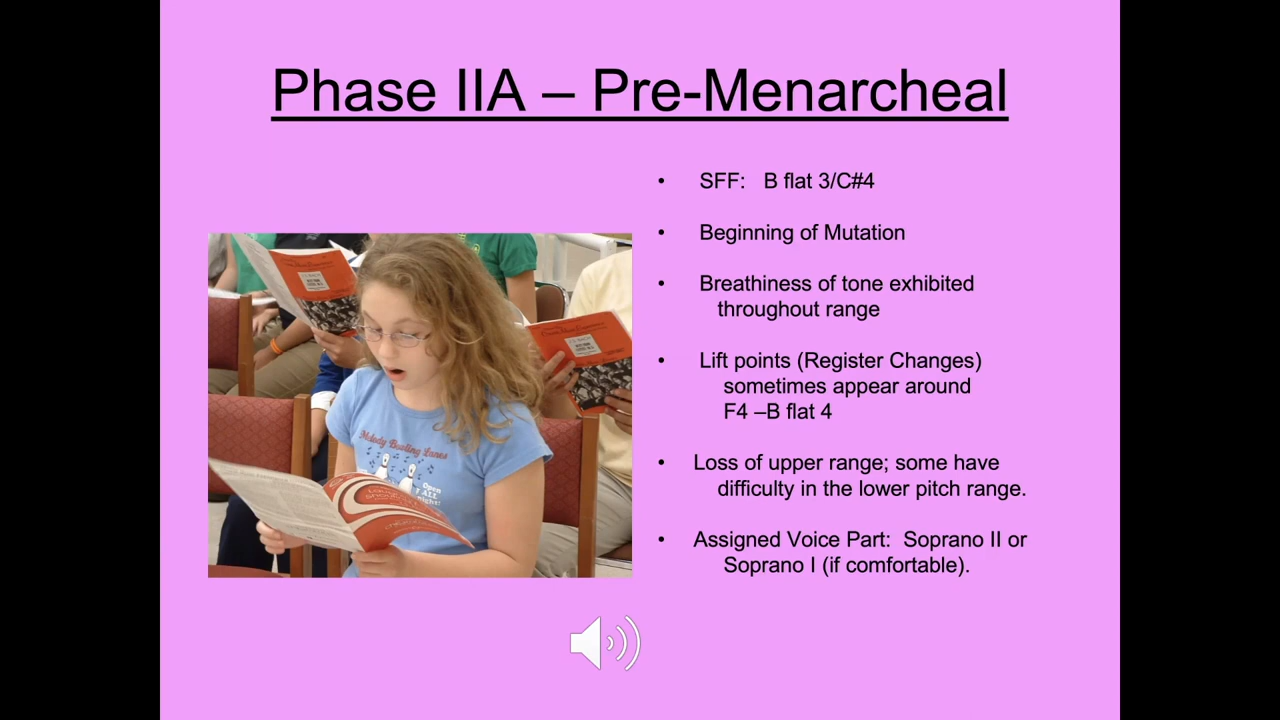 Phase IIA – Pre-Menarcheal
• SFF: B flat 3/C#4
• Beginning of Mutation
• Breathiness of tone exhibited
throughout range
• Lift points (Register Changes)
sometimes appear around
F4 –B flat 4
• Loss of upper range; some have
difficulty in the lower pitch range.
• Assigned Voice Part: Soprano II or
Soprano I (if comfortable).
Melody Bowling Lanes
Open